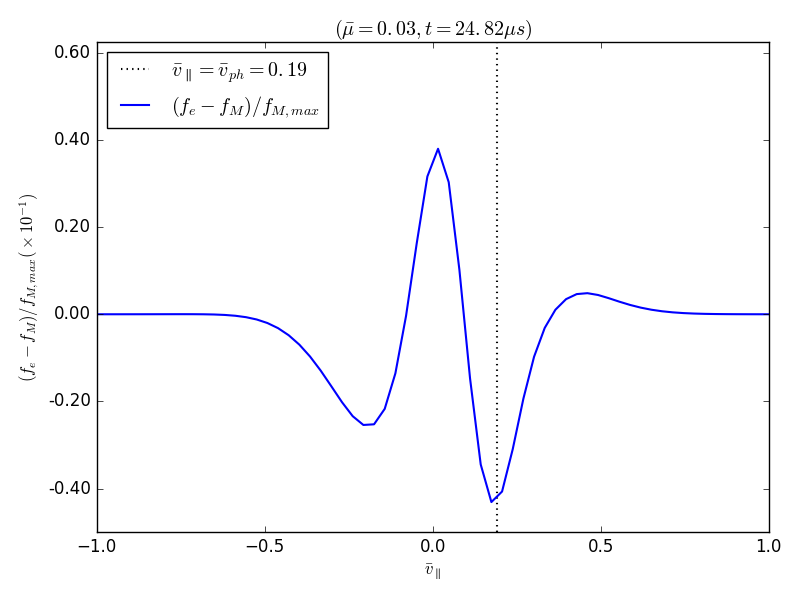 (μ̄ = 0.03, t = 24.82μs)
0.60
v̄∥ = v̄ph = 0.19
(fe − fM)/fM,max
0.40
0.20
0.00
-0.20
-0.40
(fe − fM)/fM,max(×10⁻¹)
−1.0 −0.5 0.0 0.5 1.0
v̄∥